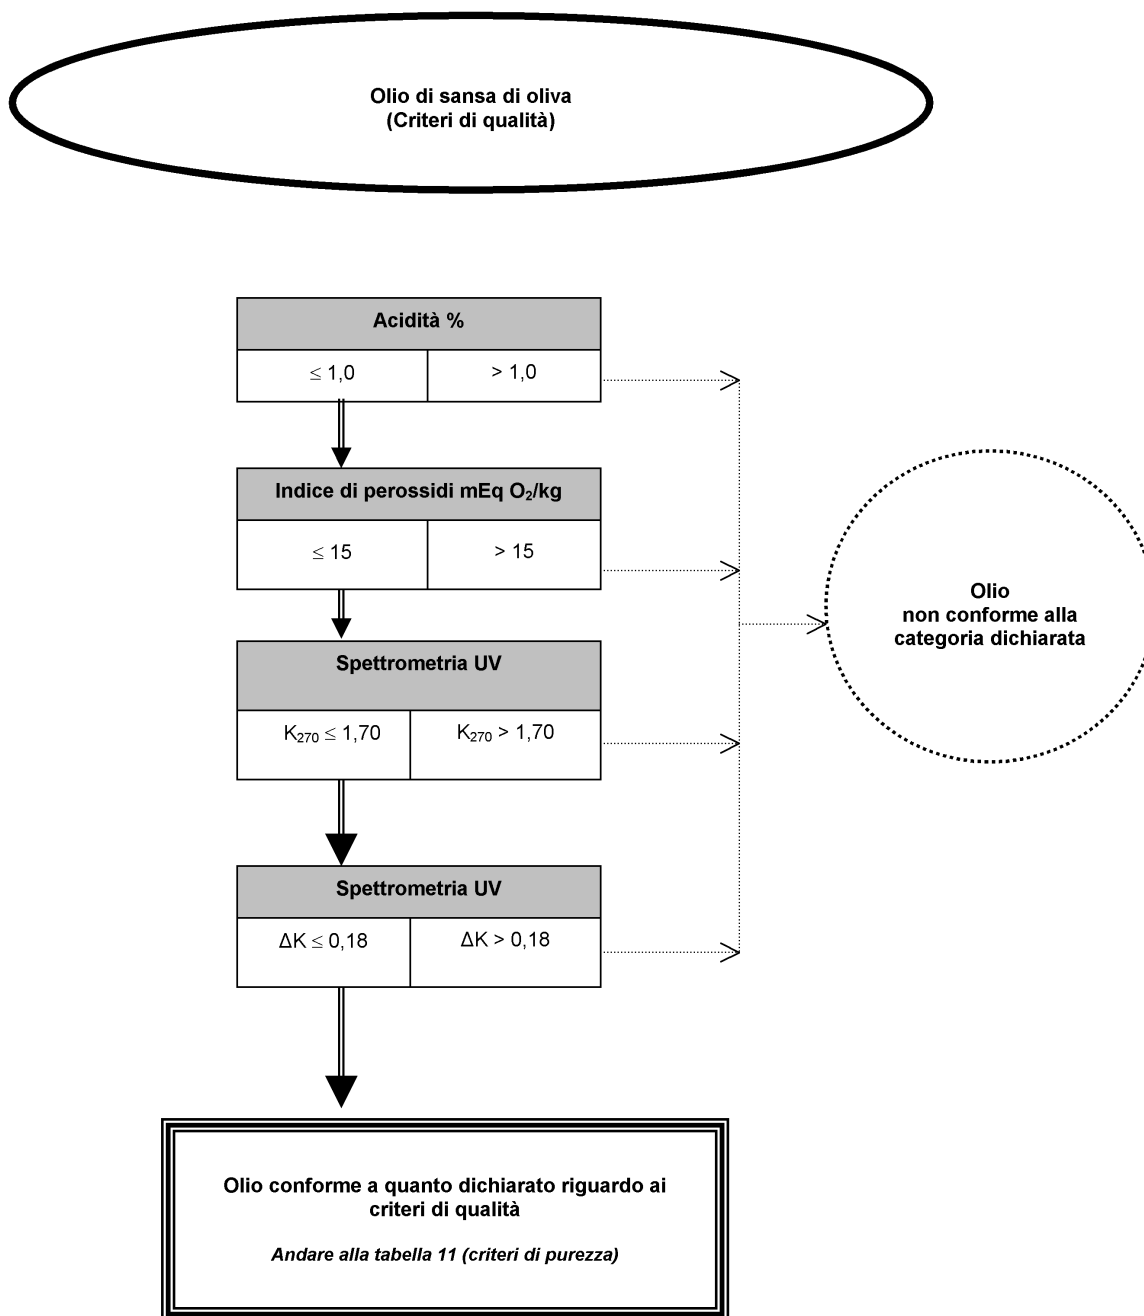 Olio di sansa di oliva
(Criteri di qualità)
Acidità %
≤ 1,0
> 1,0
Indice di perossidi mEq O₂/kg
≤ 15
> 15
Olio
non conforme alla
categoria dichiarata
Spettrometria UV
K₂₇₀ ≤ 1,70
K₂₇₀ > 1,70
Spettrometria UV
ΔK ≤ 0,18
ΔK > 0,18
Olio conforme a quanto dichiarato riguardo ai
criteri di qualità
Andare alla tabella 11 (criteri di purezza)